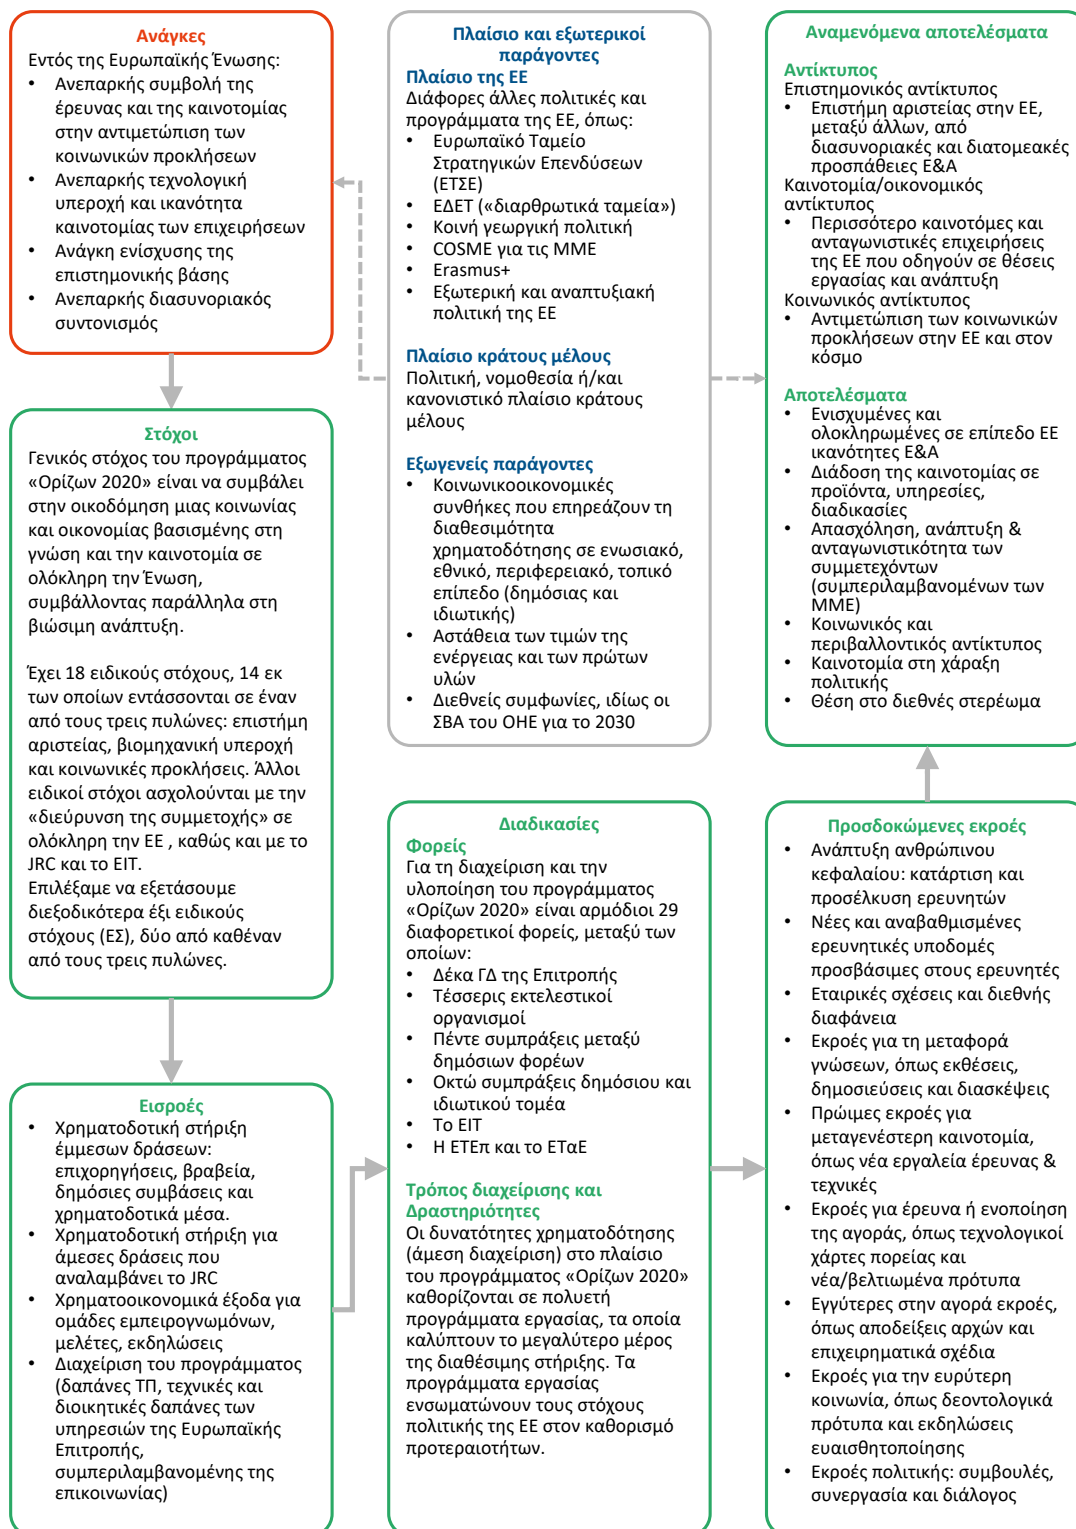 Ανάγκες
Εντός της Ευρωπαϊκής Ένωσης:
• Ανεπαρκής συμβολή της
έρευνας και της καινοτομίας
στην αντιμετώπιση των
κοινωνικών προκλήσεων
• Ανεπαρκής τεχνολογική
υπεροχή και ικανότητα
καινοτομίας των επιχειρήσεων
• Ανάγκη ενίσχυσης της
επιστημονικής βάσης
• Ανεπαρκής διασυνοριακός
συντονισμός
Στόχοι
Γενικός στόχος του προγράμματος
«Ορίζων 2020» είναι να συμβάλει
στην οικοδόμηση μιας κοινωνίας
και οικονομίας βασισμένης στη
γνώση και την καινοτομία σε
ολόκληρη την Ένωση,
συμβάλλοντας παράλληλα στη
βιώσιμη ανάπτυξη.
Έχει 18 ειδικούς στόχους, 14 εκ
των οποίων εντάσσονται σε έναν
από τους τρεις πυλώνες: επιστήμη
αριστείας, βιομηχανική υπεροχή
και κοινωνικές προκλήσεις. Άλλοι
ειδικοί στόχοι ασχολούνται με την
«διεύρυνση της συμμετοχής» σε
ολόκληρη την ΕΕ , καθώς και με το
JRC και το ΕΙΤ.
Επιλέξαμε να εξετάσουμε
διεξοδικότερα έξι ειδικούς
στόχους (ΕΣ), δύο από καθέναν
από τους τρεις πυλώνες.
Εισροές
• Χρηματοδοτική στήριξη
έμμεσων δράσεων:
επιχορηγήσεις, βραβεία,
δημόσιες συμβάσεις και
χρηματοδοτικά μέσα.
• Χρηματοδοτική στήριξη για
άμεσες δράσεις που
αναλαμβάνει το JRC
• Χρηματοοικονομικά έξοδα για
ομάδες εμπειρογνωμόνων,
μελέτες, εκδηλώσεις
• Διαχείριση του προγράμματος
(δαπάνες ΤΠ, τεχνικές και
διοικητικές δαπάνες των
υπηρεσιών της Ευρωπαϊκής
Επιτροπής,
συμπεριλαμβανομένης της
επικοινωνίας)
Πλαίσιο και εξωτερικοί
παράγοντες
Πλαίσιο της ΕΕ
Διάφορες άλλες πολιτικές και
προγράμματα της ΕΕ, όπως:
• Ευρωπαϊκό Ταμείο
Στρατηγικών Επενδύσεων
(ΕΤΣΕ)
• ΕΔΕΤ («διαρθρωτικά ταμεία»)
• Κοινή γεωργική πολιτική
• COSME για τις ΜΜΕ
• Erasmus+
• Εξωτερική και αναπτυξιακή
πολιτική της ΕΕ
Πλαίσιο κράτους μέλους
Πολιτική, νομοθεσία ή/και
κανονιστικό πλαίσιο κράτους
μέλους
Εξωγενείς παράγοντες
• Κοινωνικοοικονομικές
συνθήκες που επηρεάζουν τη
διαθεσιμότητα
χρηματοδότησης σε ενωσιακό,
εθνικό, περιφερειακό, τοπικό
επίπεδο (δημόσιας και
ιδιωτικής)
• Αστάθεια των τιμών της
ενέργειας και των πρώτων
υλών
• Διεθνείς συμφωνίες, ιδίως οι
ΣΒΑ του ΟΗΕ για το 2030
Διαδικασίες
Φορείς
Για τη διαχείριση και την
υλοποίηση του προγράμματος
«Ορίζων 2020» είναι αρμόδιοι 29
διαφορετικοί φορείς, μεταξύ των
οποίων:
• Δέκα ΓΔ της Επιτροπής
• Τέσσερις εκτελεστικοί
οργανισμοί
• Πέντε συμπράξεις μεταξύ
δημόσιων φορέων
• Οκτώ συμπράξεις δημόσιου και
ιδιωτικού τομέα
• Το ΕΙΤ
• Η ΕΤΕπ και το ΕΤαΕ
Τρόπος διαχείρισης και
Δραστηριότητες
Οι δυνατότητες χρηματοδότησης
(άμεση διαχείριση) στο πλαίσιο
του προγράμματος «Ορίζων 2020»
καθορίζονται σε πολυετή
προγράμματα εργασίας, τα οποία
καλύπτουν το μεγαλύτερο μέρος
της διαθέσιμης στήριξης. Τα
προγράμματα εργασίας
ενσωματώνουν τους στόχους
πολιτικής της ΕΕ στον καθορισμό
προτεραιοτήτων.
Αναμενόμενα αποτελέσματα
Αντίκτυπος
Επιστημονικός αντίκτυπος
• Επιστήμη αριστείας στην ΕΕ,
μεταξύ άλλων, από
διασυνοριακές και διατομεακές
προσπάθειες Ε&Α
Καινοτομία/οικονομικός
αντίκτυπος
• Περισσότερο καινοτόμες και
ανταγωνιστικές επιχειρήσεις
της ΕΕ που οδηγούν σε θέσεις
εργασίας και ανάπτυξη
Κοινωνικός αντίκτυπος
• Αντιμετώπιση των κοινωνικών
προκλήσεων στην ΕΕ και στον
κόσμο
Αποτελέσματα
• Ενισχυμένες και
ολοκληρωμένες σε επίπεδο ΕΕ
ικανότητες Ε&Α
• Διάδοση της καινοτομίας σε
προϊόντα, υπηρεσίες,
διαδικασίες
• Απασχόληση, ανάπτυξη &
ανταγωνιστικότητα των
συμμετεχόντων
(συμπεριλαμβανομένων των
ΜΜΕ)
• Κοινωνικός και
περιβαλλοντικός αντίκτυπος
• Καινοτομία στη χάραξη
πολιτικής
• Θέση στο διεθνές στερέωμα
Προσδοκώμενες εκροές
• Ανάπτυξη ανθρώπινου
κεφαλαίου: κατάρτιση και
προσέλκυση ερευνητών
• Νέες και αναβαθμισμένες
ερευνητικές υποδομές
προσβάσιμες στους ερευνητές
• Εταιρικές σχέσεις και διεθνής
διαφάνεια
• Εκροές για τη μεταφορά
γνώσεων, όπως εκθέσεις,
δημοσιεύσεις και διασκέψεις
• Πρώιμες εκροές για
μεταγενέστερη καινοτομία,
όπως νέα εργαλεία έρευνας &
τεχνικές
• Εκροές για έρευνα ή ενοποίηση
της αγοράς, όπως τεχνολογικοί
χάρτες πορείας και
νέα/βελτιωμένα πρότυπα
• Εγγύτερες στην αγορά εκροές,
όπως αποδείξεις αρχών και
επιχειρηματικά σχέδια
• Εκροές για την ευρύτερη
κοινωνία, όπως δεοντολογικά
πρότυπα και εκδηλώσεις
ευαισθητοποίησης
• Εκροές πολιτικής: συμβουλές,
συνεργασία και διάλογος